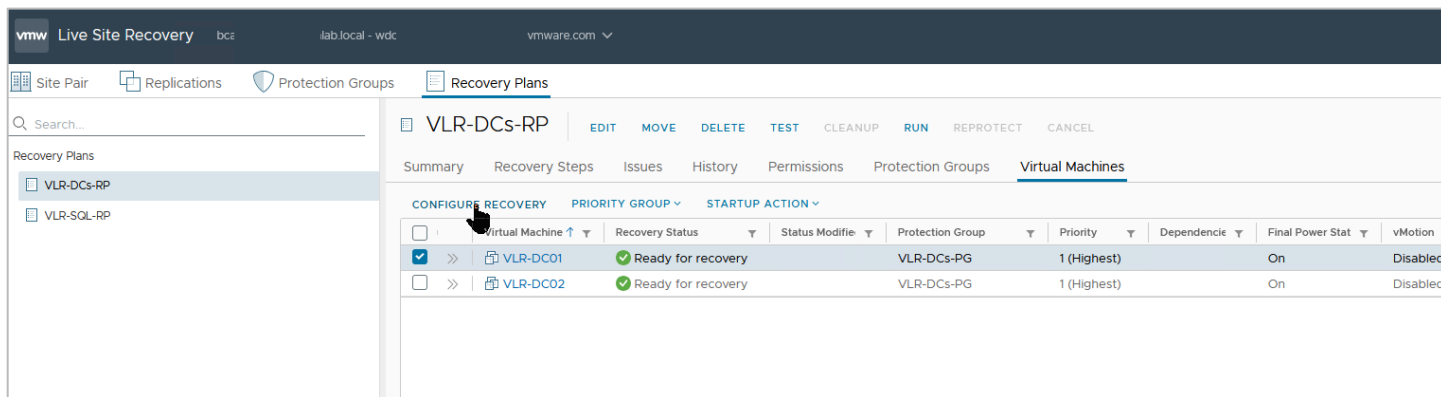 vmw Live Site Recovery bca lab.local - wdc vmware.com
Site Pair Replications Protection Groups Recovery Plans
Search...
Recovery Plans
VLR-DCs-RP
VLR-SQL-RP
VLR-DCs-RP EDIT MOVE DELETE TEST CLEANUP RUN REPROTECT CANCEL
Summary Recovery Steps Issues History Permissions Protection Groups Virtual Machines
CONFIGURE RECOVERY PRIORITY GROUP STARTUP ACTION
Virtual Machine Recovery Status Status Modifie Protection Group Priority Dependencie Final Power Stat vMotion
VLR-DC01 Ready for recovery VLR-DCs-PG 1 (Highest) On Disabled
VLR-DC02 Ready for recovery VLR-DCs-PG 1 (Highest) On Disabled